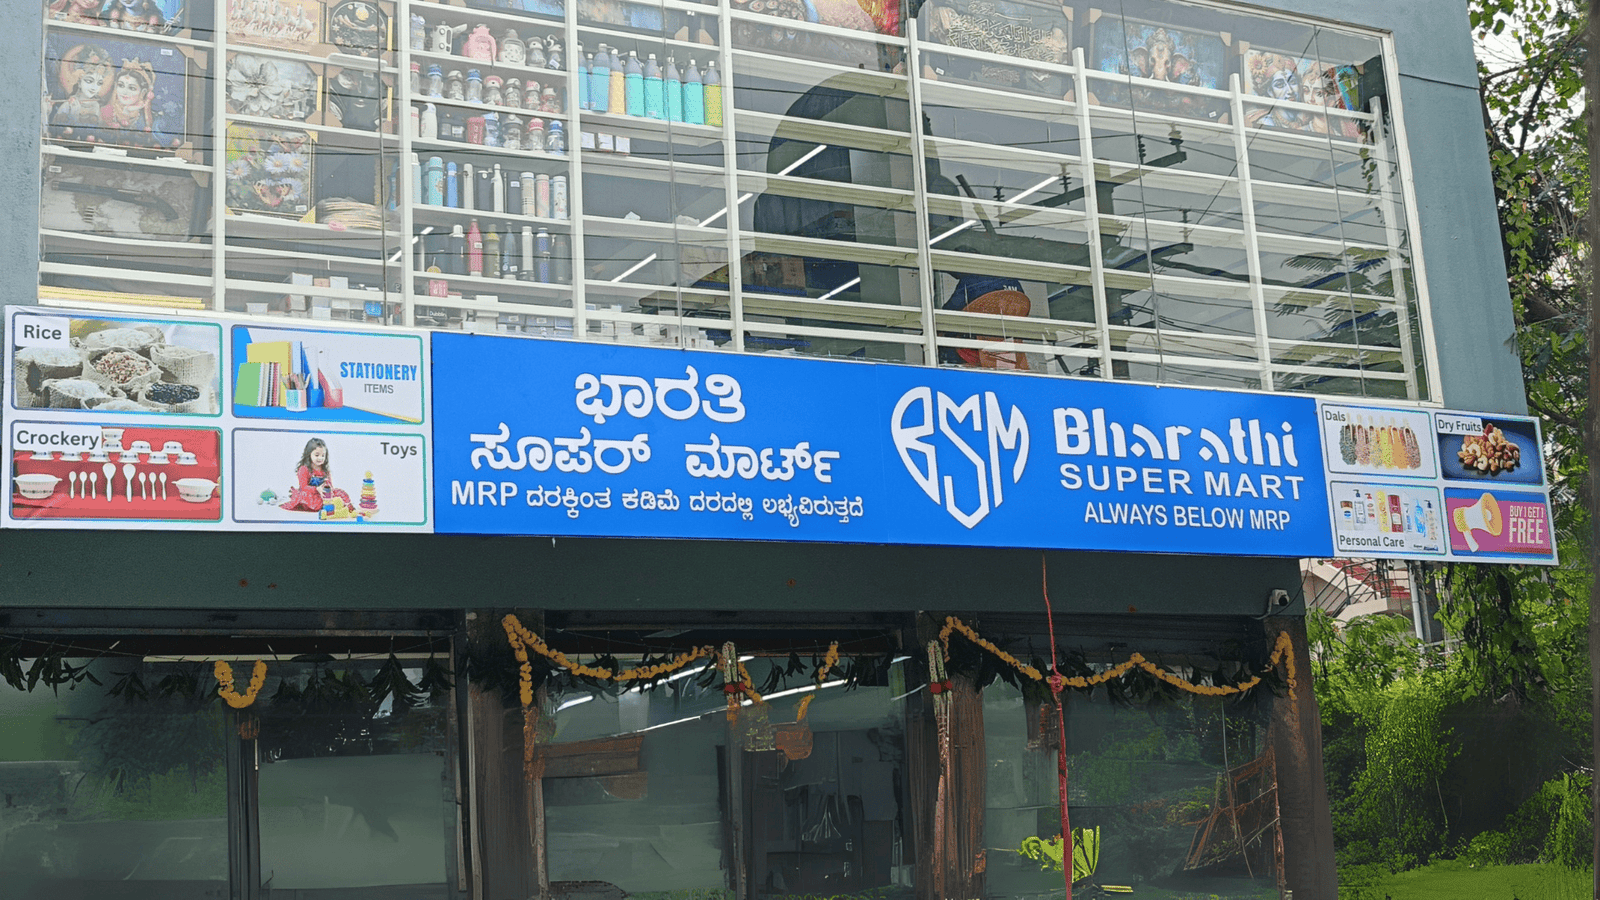 Rice
STATIONERY
ITEMS
Crockery
Toys
ಭಾರತಿ
ಸೂಪರ್ ಮಾರ್ಟ್
MRP ದರಕ್ಕಿಂತ ಕಡಿಮೆ ದರದಲ್ಲಿ ಲಭ್ಯವಿರುತ್ತದೆ
BSM
Bharathi
SUPER MART
ALWAYS BELOW MRP
Dals
Dry Fruits
Personal Care
BUY 1 GET 1
FREE